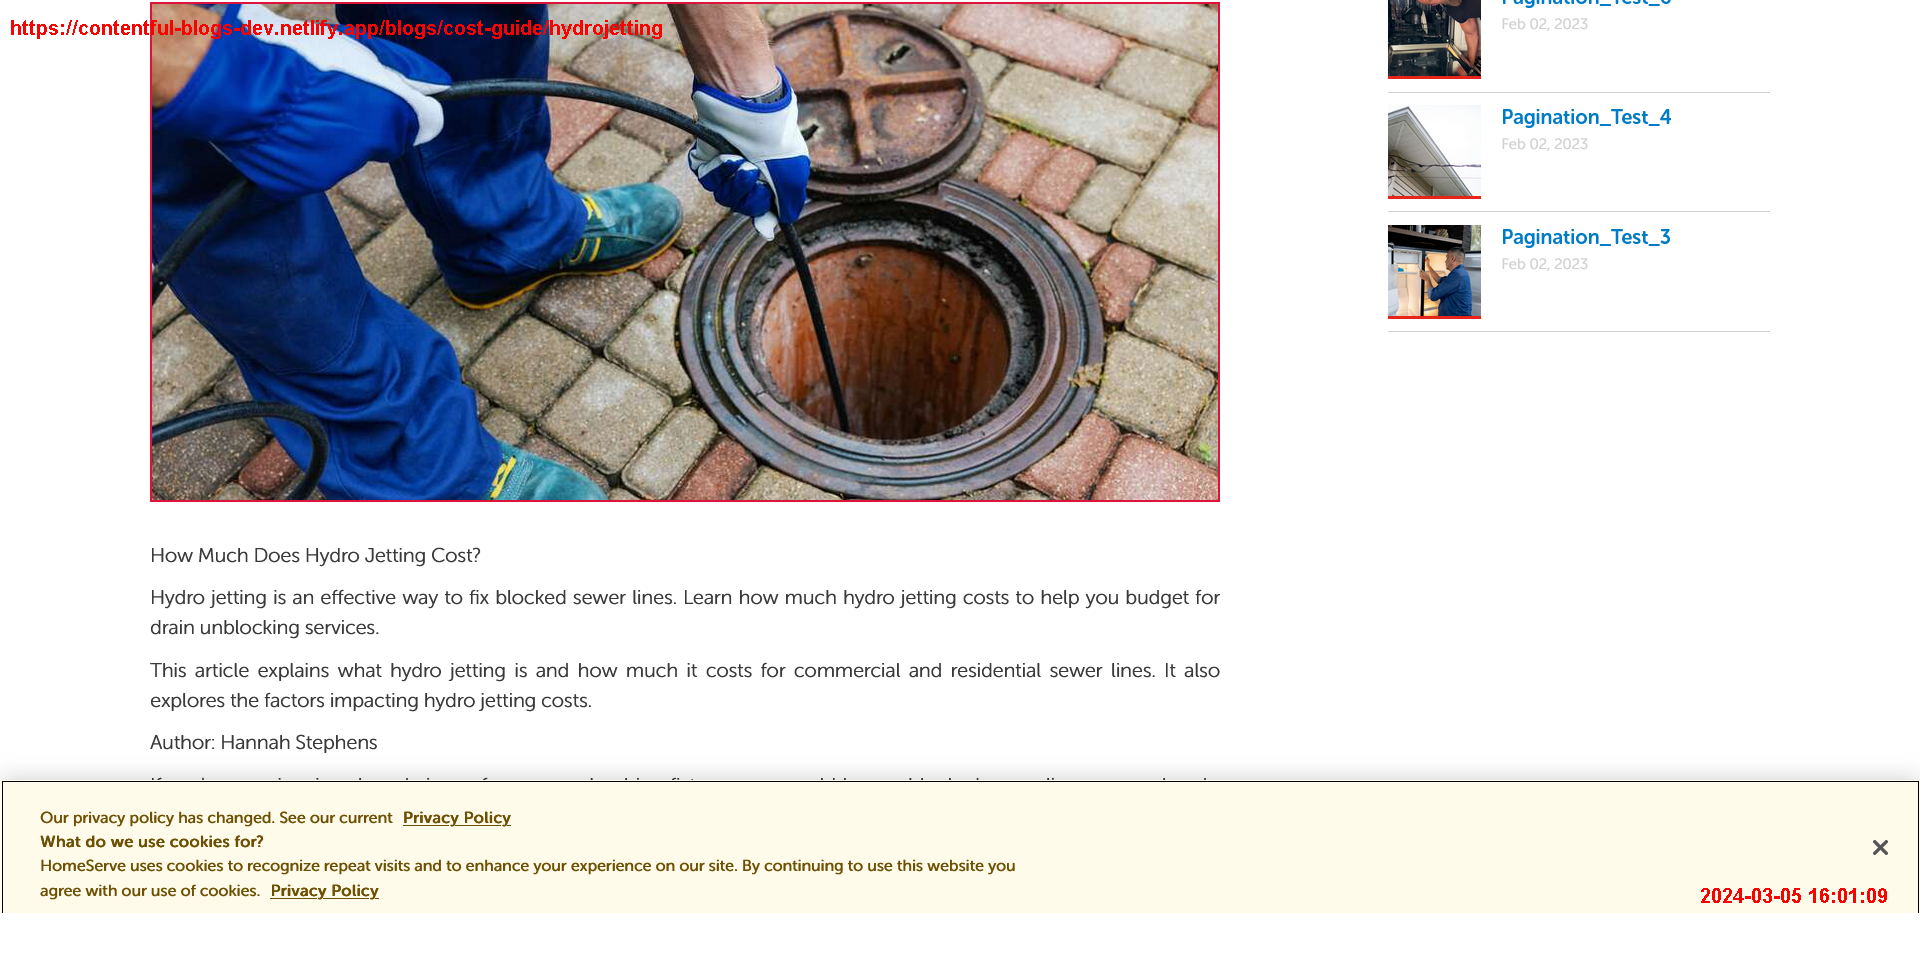 https://contentful-blogs-dev.netlify.app/blogs/cost-guide/hydrojetting
Feb 02, 2023
Pagination_Test_4
Feb 02, 2023
Pagination_Test_3
Feb 02, 2023
How Much Does Hydro Jetting Cost?
Hydro jetting is an effective way to fix blocked sewer lines. Learn how much hydro jetting costs to help you budget for
drain unblocking services.
This article explains what hydro jetting is and how much it costs for commercial and residential sewer lines. It also
explores the factors impacting hydro jetting costs.
Author: Hannah Stephens
Our privacy policy has changed. See our current Privacy Policy
What do we use cookies for?
HomeServe uses cookies to recognize repeat visits and to enhance your experience on our site. By continuing to use this website you
agree with our use of cookies. Privacy Policy
2024-03-05 16:01:09